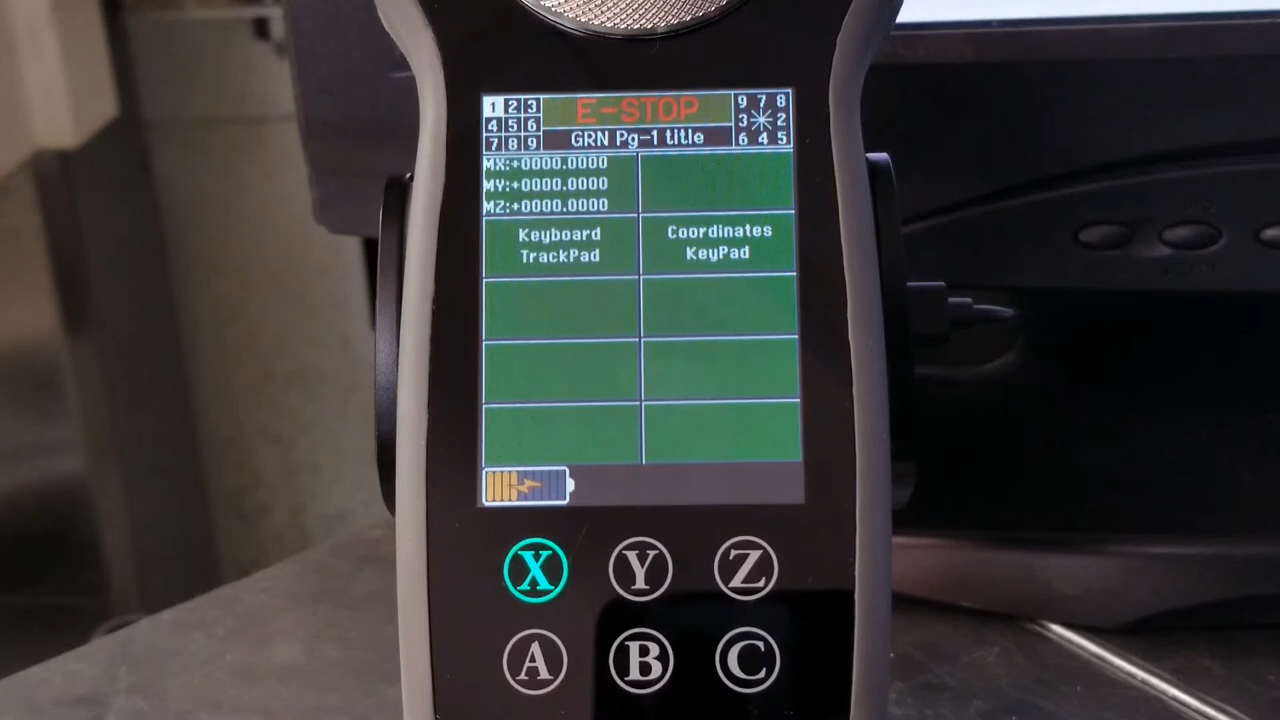 1 2 3
4 5 6
7 8 9
E-STOP
GRN Pg-1 title
9 7 8
3 2
6 4 5
MX:+0000.0000
MY:+0000.0000
MZ:+0000.0000
Keyboard
TrackPad
Coordinates
KeyPad
X Y Z
A B C